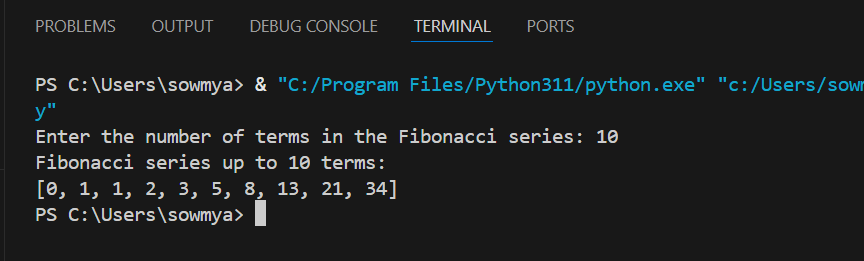 PROBLEMS OUTPUT DEBUG CONSOLE TERMINAL PORTS
PS C:\Users\sowmya> & "C:/Program Files/Python311/python.exe" "c:/Users/sow
y"
Enter the number of terms in the Fibonacci series: 10
Fibonacci series up to 10 terms:
[0, 1, 1, 2, 3, 5, 8, 13, 21, 34]
PS C:\Users\sowmya>